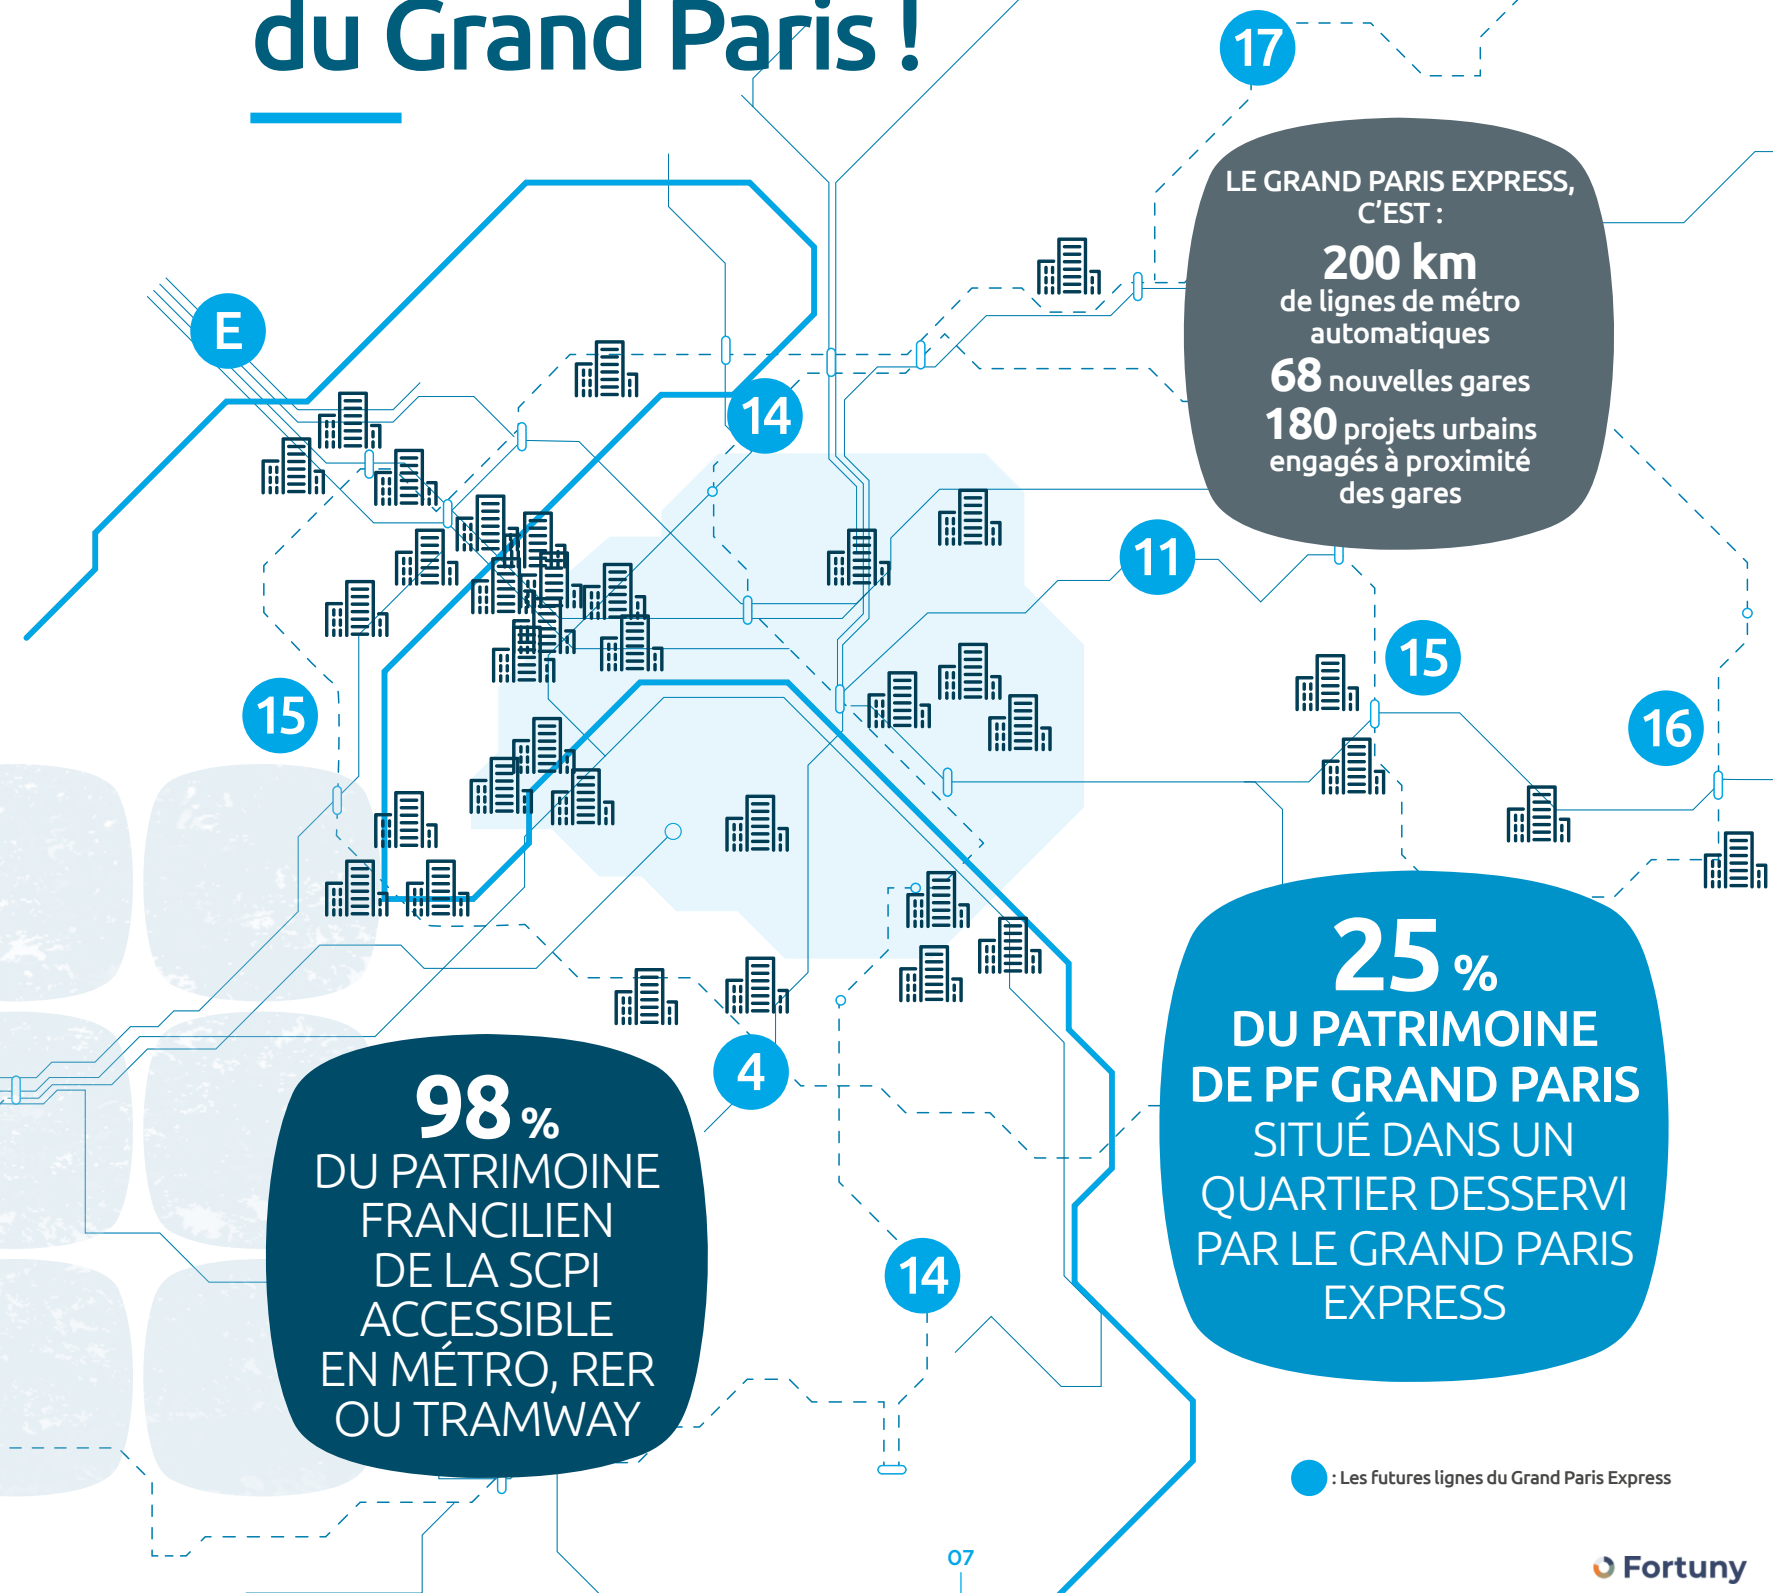 du Grand Paris !
17
LE GRAND PARIS EXPRESS,
C'EST :
200 km
de lignes de métro
automatiques
68 nouvelles gares
180 projets urbains
engagés à proximité
des gares
E
14
11
15
15
16
25 %
DU PATRIMOINE
DE PF GRAND PARIS
SITUÉ DANS UN
QUARTIER DESSERVI
PAR LE GRAND PARIS
EXPRESS
4
98 %
DU PATRIMOINE
FRANCILIEN
DE LA SCPI
ACCESSIBLE
EN MÉTRO, RER
OU TRAMWAY
14
: Les futures lignes du Grand Paris Express
07
Fortuny